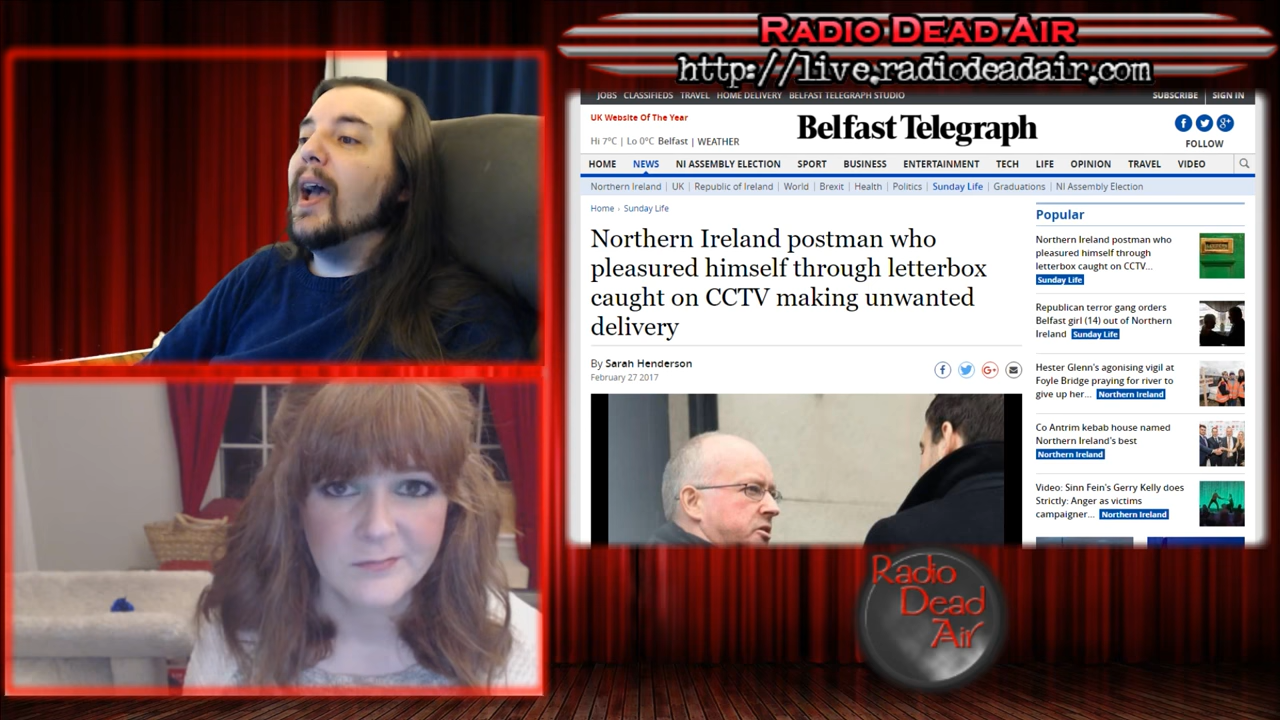 Radio Dead Air
http://live.radiodeadair.com
JOBS CLASSIFIEDS TRAVEL HOME DELIVERY BELFAST TELEGRAPH STUDIO
SUBSCRIBE SIGN IN
UK Website Of The Year
Hi 7°C | Lo 0°C Belfast | WEATHER
Belfast Telegraph
FOLLOW
HOME NEWS NI ASSEMBLY ELECTION SPORT BUSINESS ENTERTAINMENT TECH LIFE OPINION TRAVEL VIDEO
Northern Ireland | UK | Republic of Ireland | World | Brexit | Health | Politics | Sunday Life | Graduations | NI Assembly Election
Home › Sunday Life
Northern Ireland postman who
pleasured himself through letterbox
caught on CCTV making unwanted
delivery
By Sarah Henderson
February 27 2017
Popular
Northern Ireland postman who
pleasured himself through
letterbox caught on CCTV...
Sunday Life
Republican terror gang orders
Belfast girl (14) out of Northern
Ireland Sunday Life
Hester Glenn's agonising vigil at
Foyle Bridge praying for river to
give up her... Northern Ireland
Co Antrim kebab house named
Northern Ireland's best
Northern Ireland
Video: Sinn Fein's Gerry Kelly does
Strictly: Anger as victims
campaigner... Northern Ireland
Radio
Dead
Air